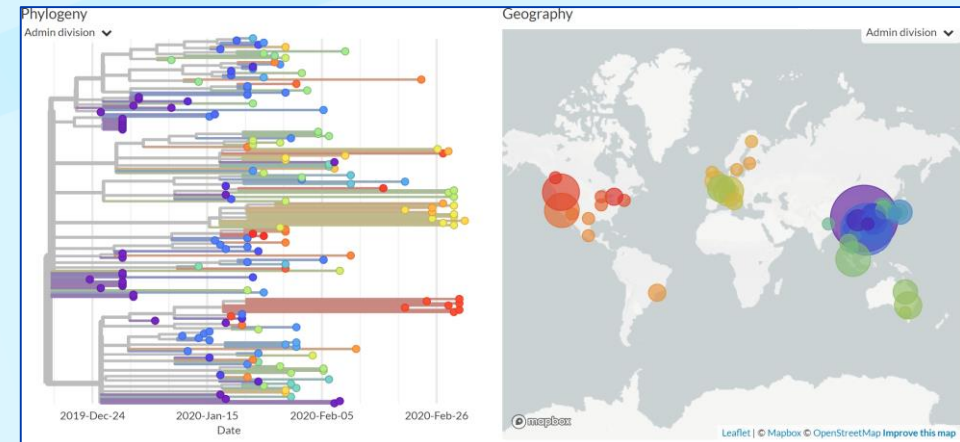 Phylogeny
Admin division
2019-Dec-24
2020-Jan-15
2020-Feb-05
2020-Feb-26
Date
Geography
Admin division
mapbox
Leaflet | © Mapbox © OpenStreetMap Improve this map